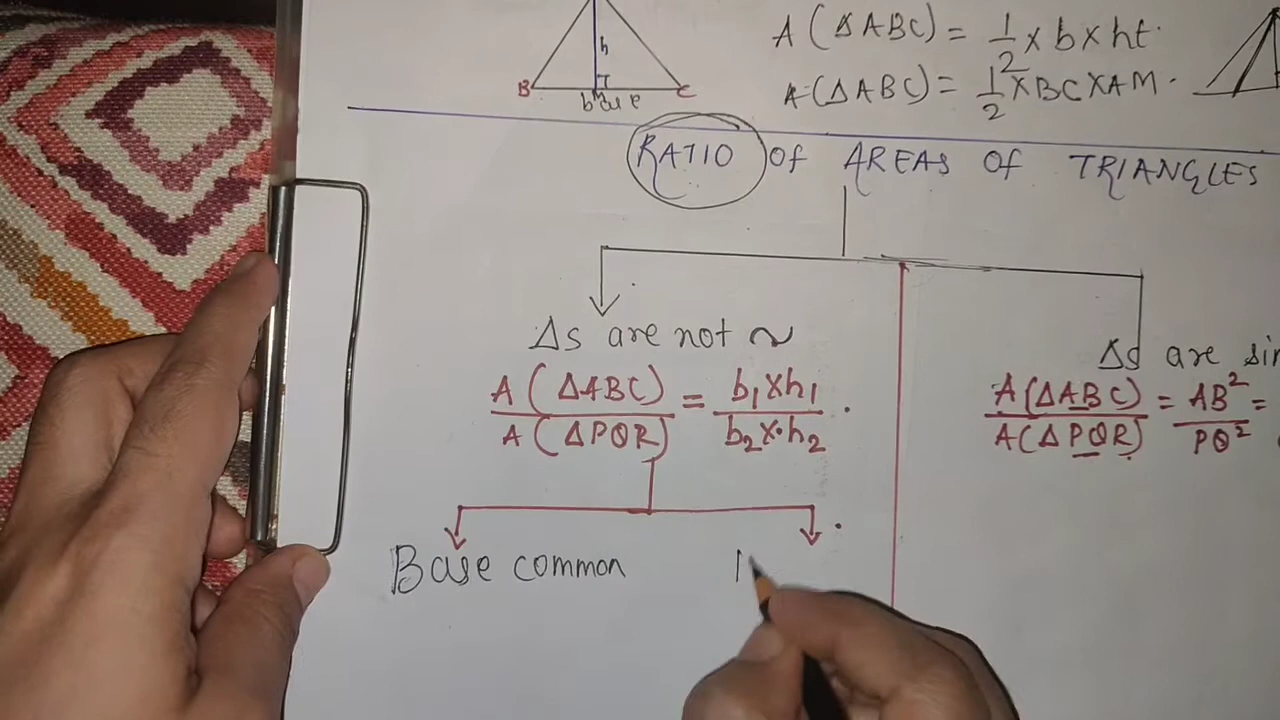 A (ΔABC) = 1/2 × b × ht.
A (ΔABC) = 1/2 × BC × AM.
h
B M C
base
RATIO Of AREAS Of TRIANGLES
Δs are not ~
Δs are sim
A (ΔABC) / A (ΔPQR) = b₁×h₁ / b₂×h₂.
A(ΔABC) / A(ΔPQR) = AB² / PQ² =
Base common